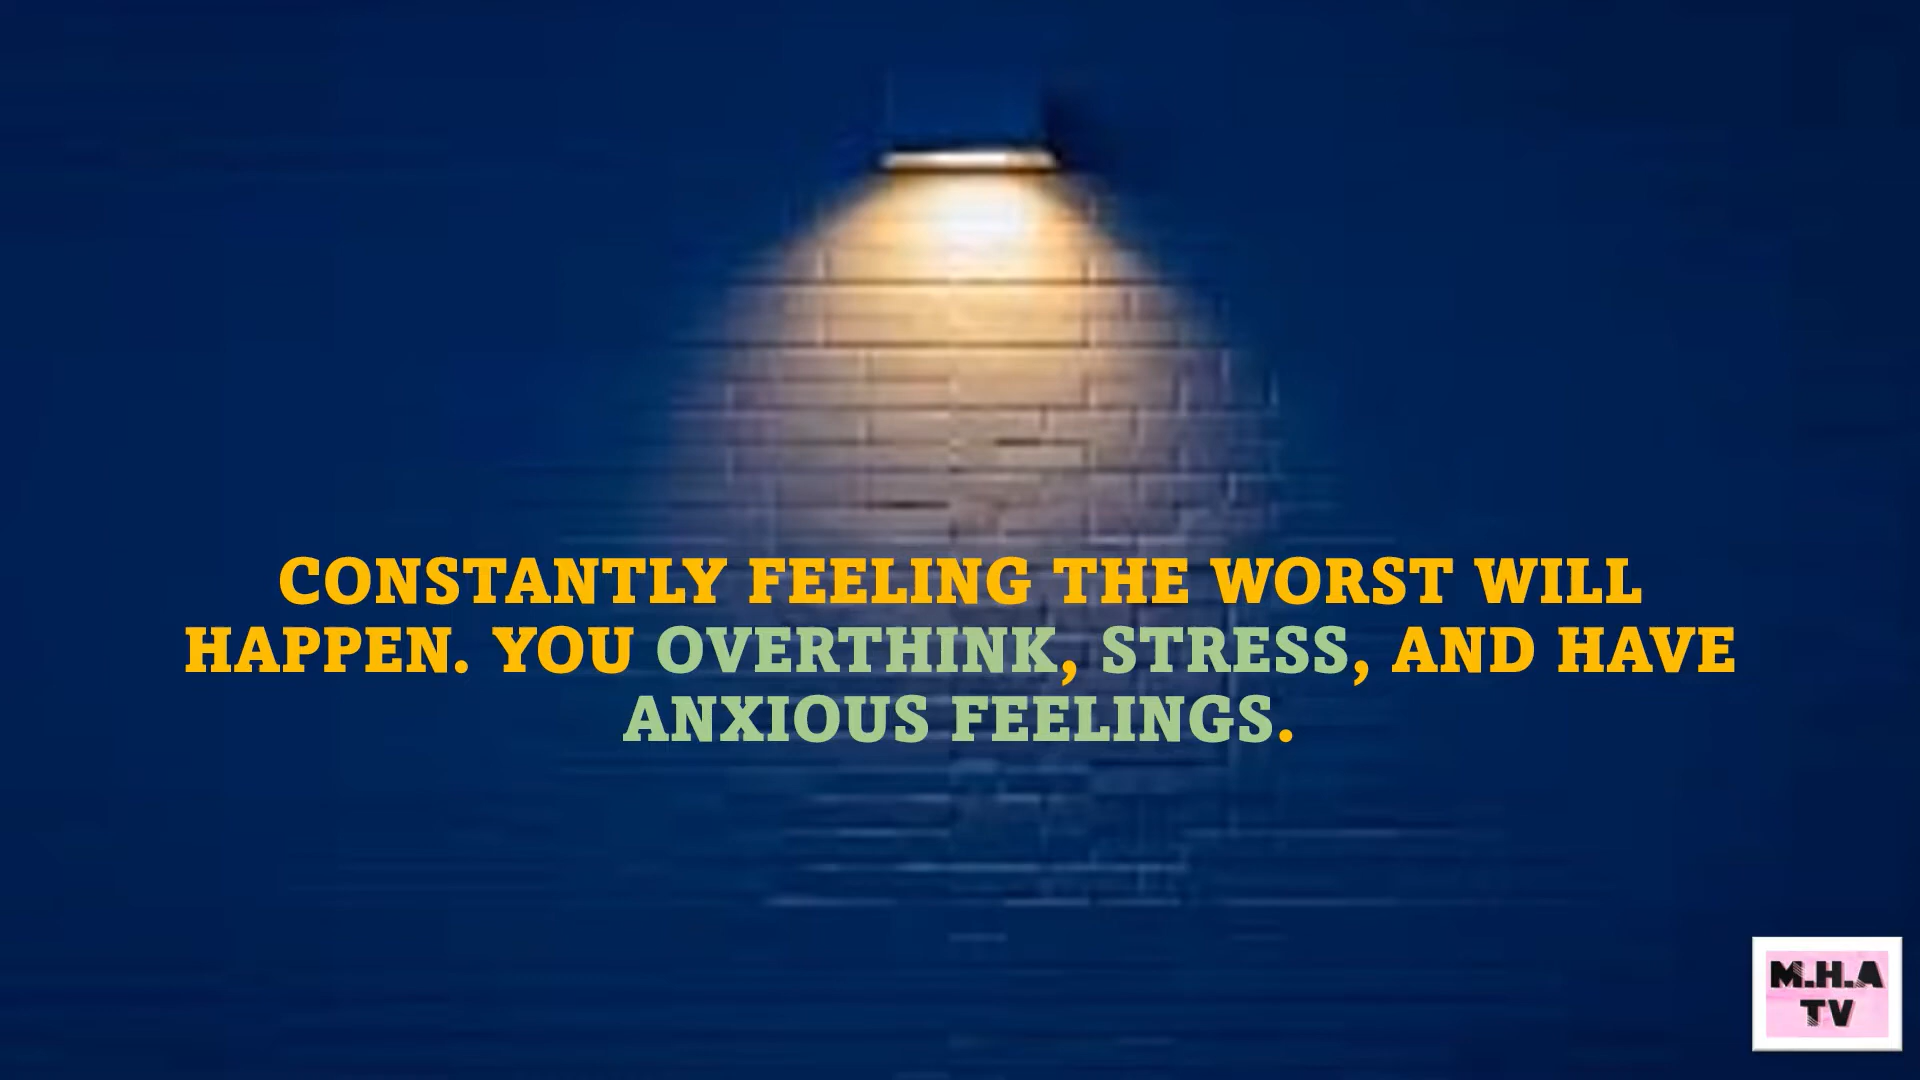 CONSTANTLY FEELING THE WORST WILL
HAPPEN. YOU OVERTHINK, STRESS, AND HAVE
ANXIOUS FEELINGS.
M.H.A
TV